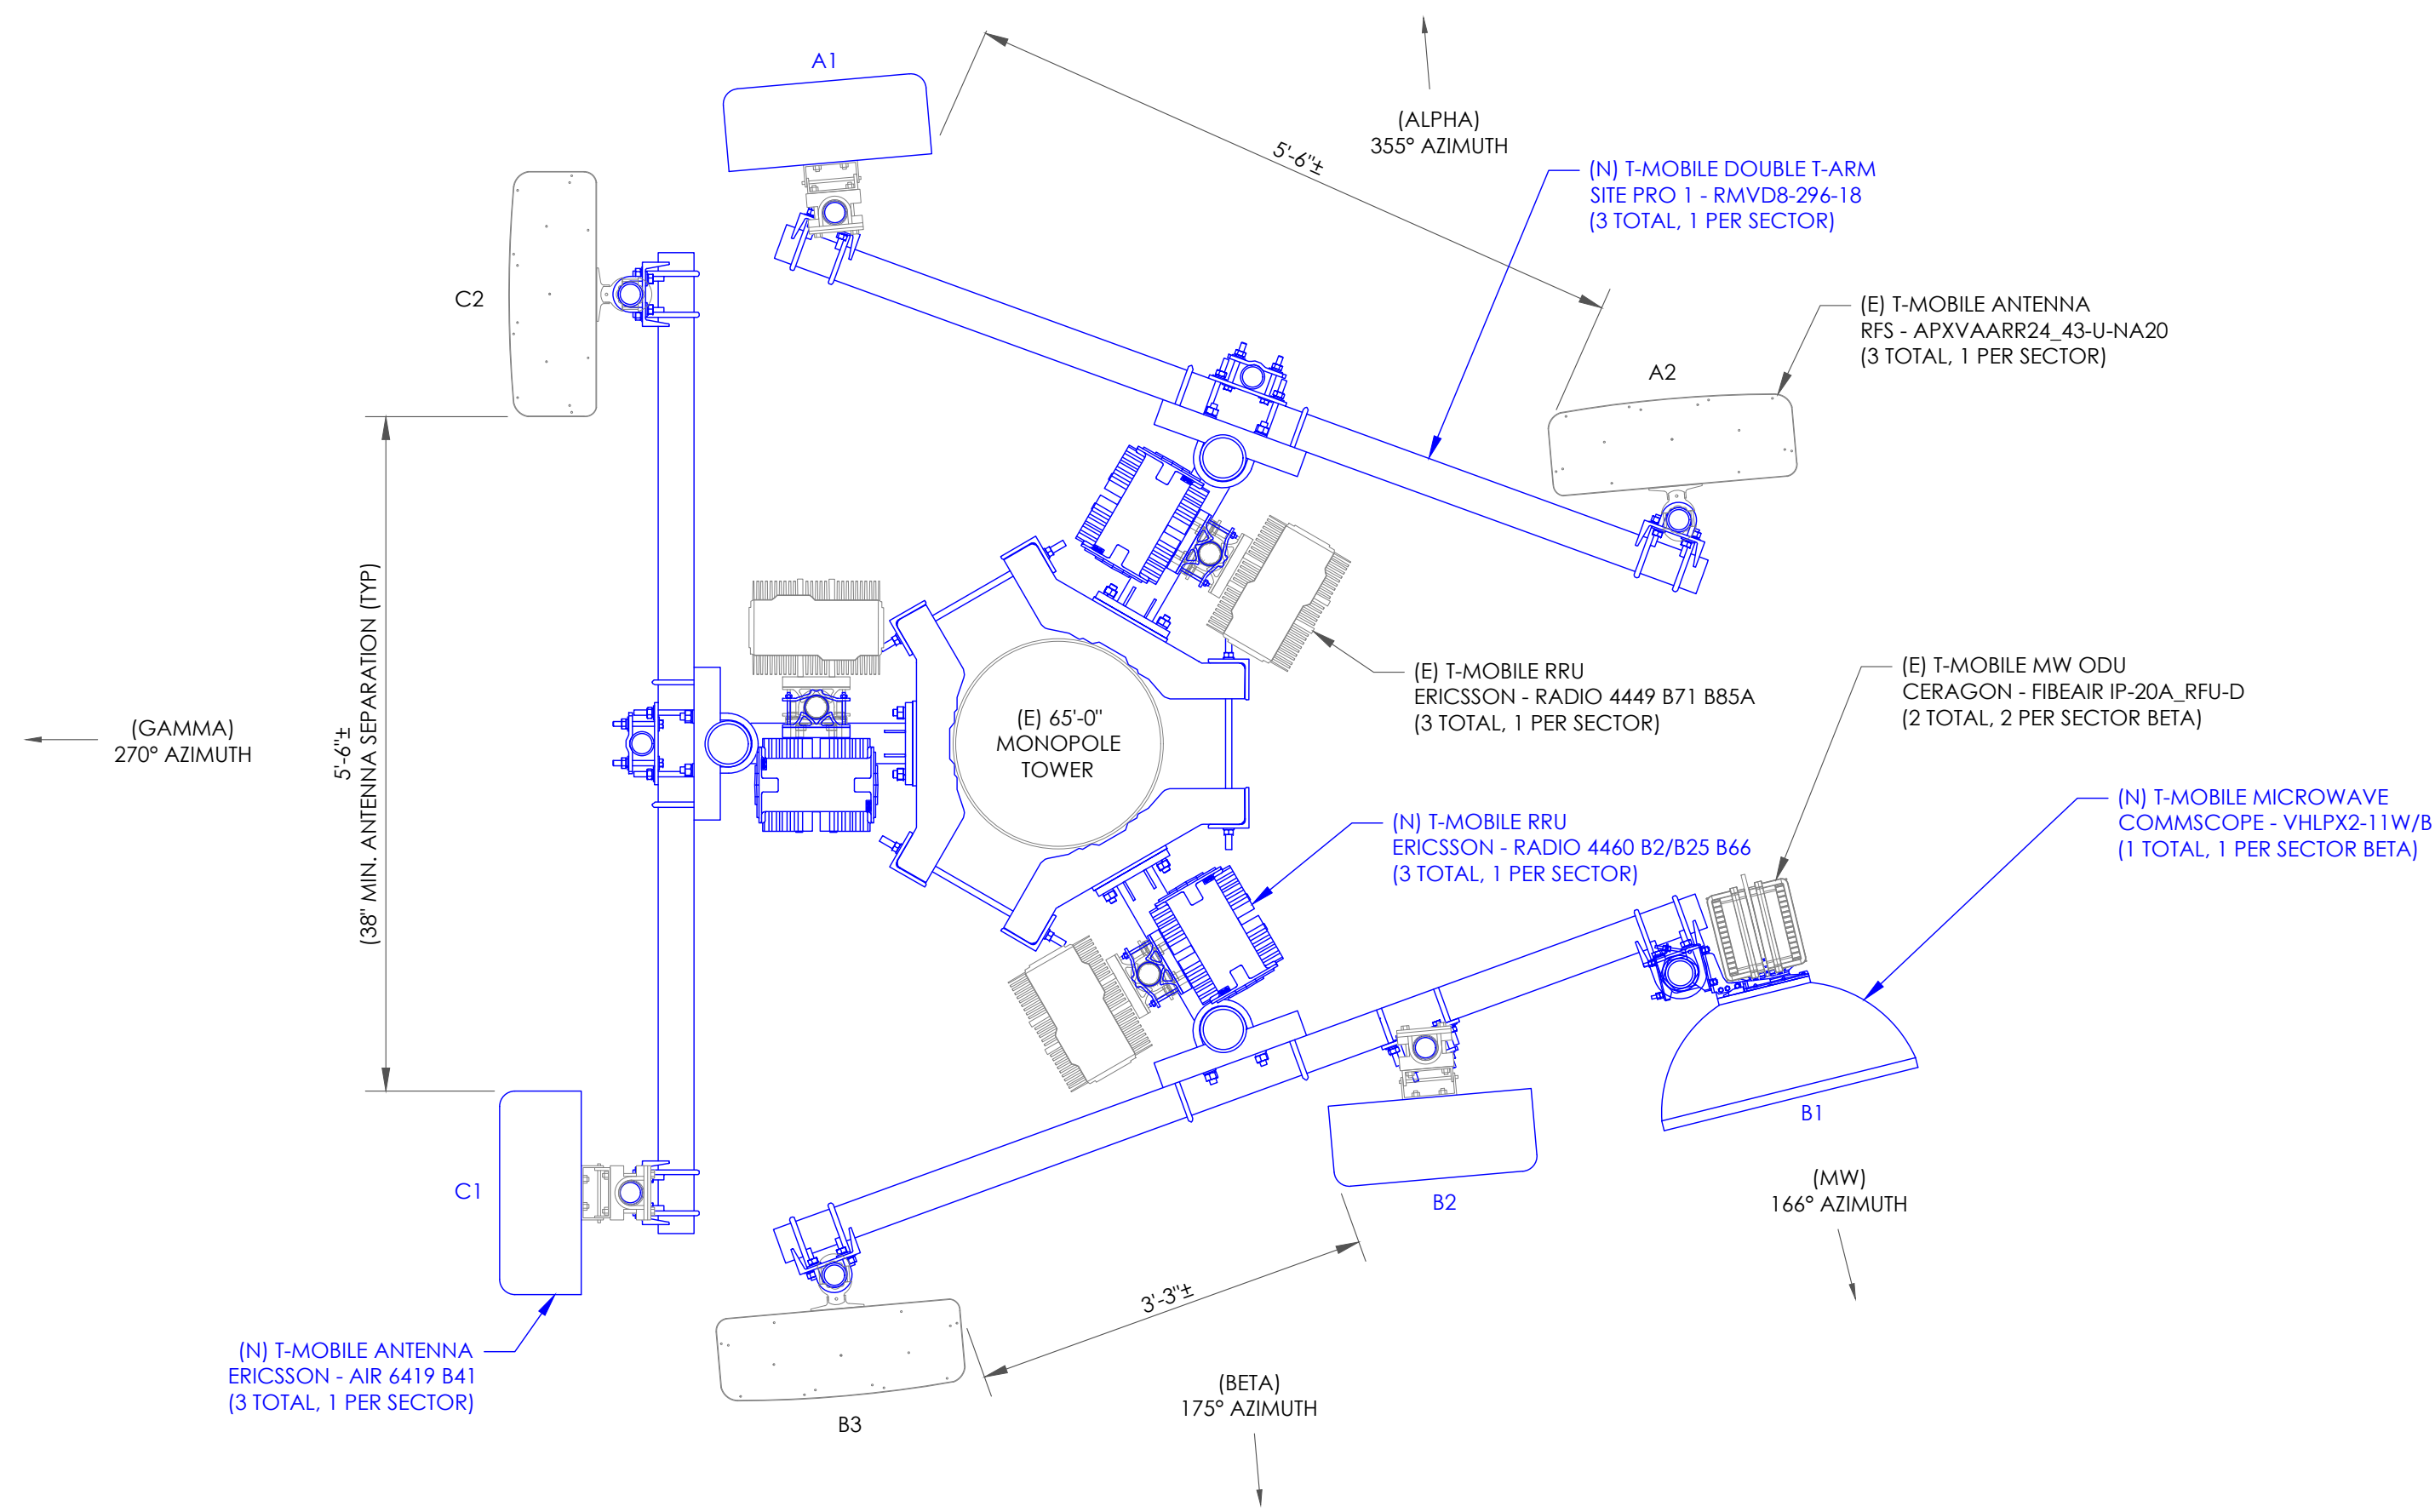 A1
(ALPHA)
355° AZIMUTH
5'-6"±
(N) T-MOBILE DOUBLE T-ARM
SITE PRO 1 - RMVD8-296-18
(3 TOTAL, 1 PER SECTOR)
C2
(E) T-MOBILE ANTENNA
RFS - APXVAARR24_43-U-NA20
(3 TOTAL, 1 PER SECTOR)
A2
(E) T-MOBILE RRU
ERICSSON - RADIO 4449 B71 B85A
(3 TOTAL, 1 PER SECTOR)
(E) T-MOBILE MW ODU
CERAGON - FIBEAIR IP-20A_RFU-D
(2 TOTAL, 2 PER SECTOR BETA)
(GAMMA)
270° AZIMUTH
5'-6"±
(38" MIN. ANTENNA SEPARATION (TYP)
(E) 65'-0"
MONOPOLE
TOWER
(N) T-MOBILE MICROWAVE
COMMSCOPE - VHLPX2-11W/B
(1 TOTAL, 1 PER SECTOR BETA)
(N) T-MOBILE RRU
ERICSSON - RADIO 4460 B2/B25 B66
(3 TOTAL, 1 PER SECTOR)
B1
C1
(MW)
166° AZIMUTH
B2
3'-3"±
(N) T-MOBILE ANTENNA
ERICSSON - AIR 6419 B41
(3 TOTAL, 1 PER SECTOR)
(BETA)
175° AZIMUTH
B3